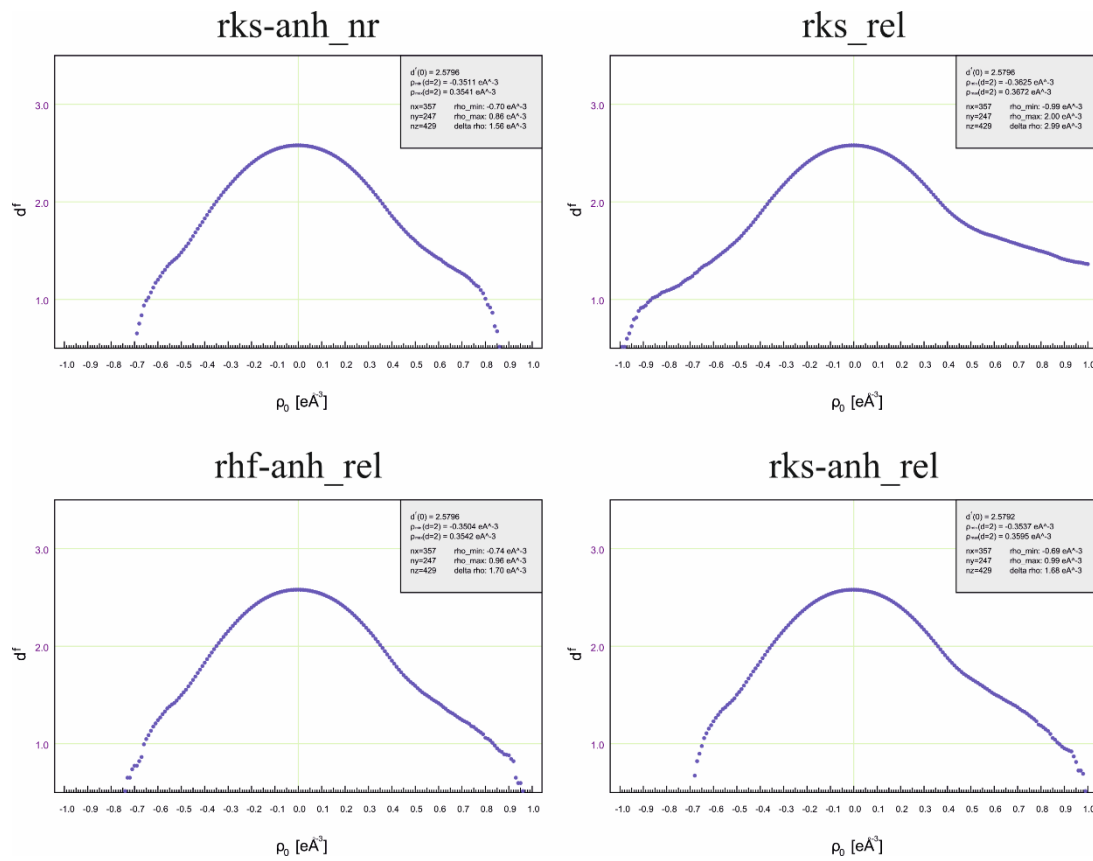 rks-anh_nr
d^f(0) = 2.5796
ρmin(d=2) = -0.3511 eA^-3
ρmax(d=2) = 0.3541 eA^-3
nx=357 rho_min: -0.70 eA^-3
ny=247 rho_max: 0.86 eA^-3
nz=429 delta rho: 1.56 eA^-3
3.0
2.0
1.0
d^f
-1.0 -0.9 -0.8 -0.7 -0.6 -0.5 -0.4 -0.3 -0.2 -0.1 0.0 0.1 0.2 0.3 0.4 0.5 0.6 0.7 0.8 0.9 1.0
ρ₀ [eÅ⁻³]
rks_rel
d^f(0) = 2.5796
ρmin(d=2) = -0.3625 eA^-3
ρmax(d=2) = 0.3672 eA^-3
nx=357 rho_min: -0.99 eA^-3
ny=247 rho_max: 2.00 eA^-3
nz=429 delta rho: 2.99 eA^-3
3.0
2.0
1.0
d^f
-1.0 -0.9 -0.8 -0.7 -0.6 -0.5 -0.4 -0.3 -0.2 -0.1 0.0 0.1 0.2 0.3 0.4 0.5 0.6 0.7 0.8 0.9 1.0
ρ₀ [eÅ⁻³]
rhf-anh_rel
d^f(0) = 2.5796
ρmin(d=2) = -0.3504 eA^-3
ρmax(d=2) = 0.3542 eA^-3
nx=357 rho_min: -0.74 eA^-3
ny=247 rho_max: 0.96 eA^-3
nz=429 delta rho: 1.70 eA^-3
3.0
2.0
1.0
d^f
-1.0 -0.9 -0.8 -0.7 -0.6 -0.5 -0.4 -0.3 -0.2 -0.1 0.0 0.1 0.2 0.3 0.4 0.5 0.6 0.7 0.8 0.9 1.0
ρ₀ [eÅ⁻³]
rks-anh_rel
d^f(0) = 2.5792
ρmin(d=2) = -0.3537 eA^-3
ρmax(d=2) = 0.3595 eA^-3
nx=357 rho_min: -0.69 eA^-3
ny=247 rho_max: 0.99 eA^-3
nz=429 delta rho: 1.68 eA^-3
3.0
2.0
1.0
d^f
-1.0 -0.9 -0.8 -0.7 -0.6 -0.5 -0.4 -0.3 -0.2 -0.1 0.0 0.1 0.2 0.3 0.4 0.5 0.6 0.7 0.8 0.9 1.0
ρ₀ [eÅ⁻³]